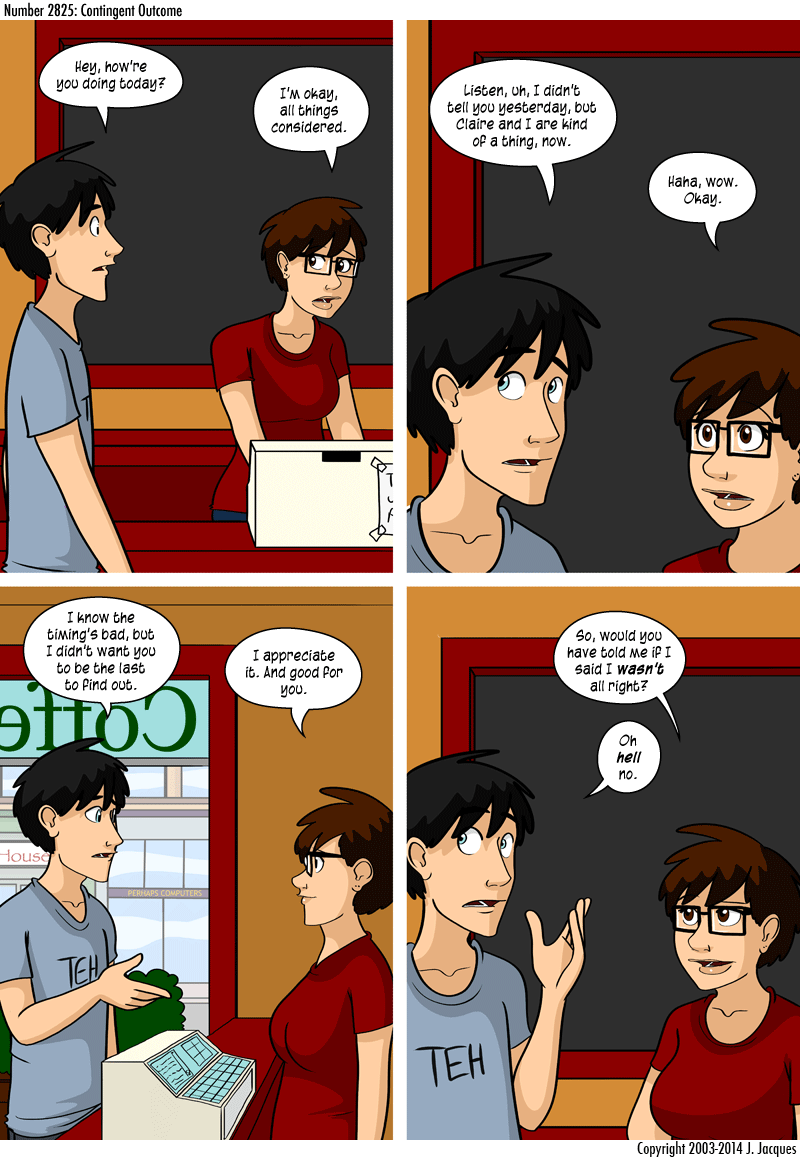 Number 2825: Contingent Outcome
Hey, how're
you doing today?
I'm okay,
all things
considered.
Listen, uh, I didn't
tell you yesterday, but
Claire and I are kind
of a thing, now.
Haha, wow.
Okay.
I know the
timing's bad, but
I didn't want you
to be the last
to find out.
I appreciate
it. And good for
you.
Coffe
House
PERHAPS COMPUTERS
TEH
So, would you
have told me if I
said I wasn't
all right?
Oh
hell
no.
TEH
Copyright 2003-2014 J. Jacques